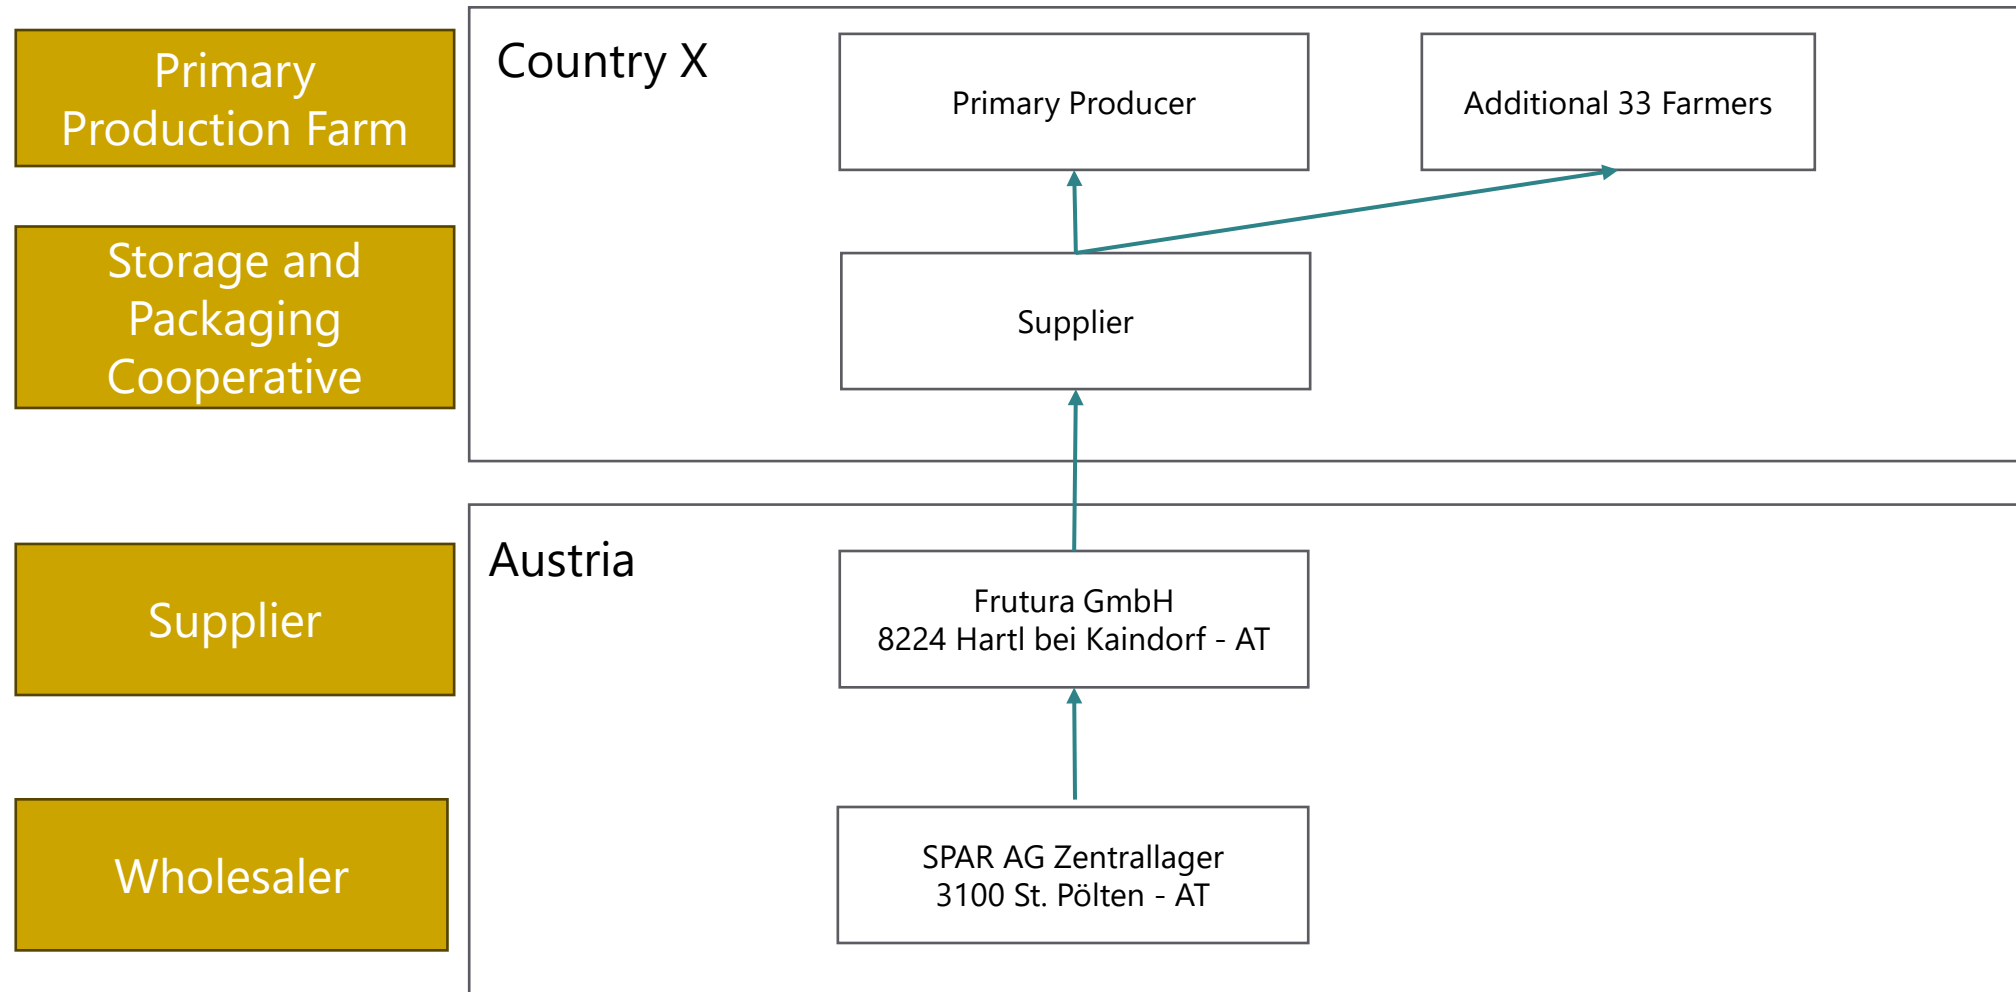 Primary
Production Farm
Country X
Primary Producer
Additional 33 Farmers
Storage and
Packaging
Cooperative
Supplier
Austria
Supplier
Frutura GmbH
8224 Hartl bei Kaindorf - AT
Wholesaler
SPAR AG Zentrallager
3100 St. Pölten - AT